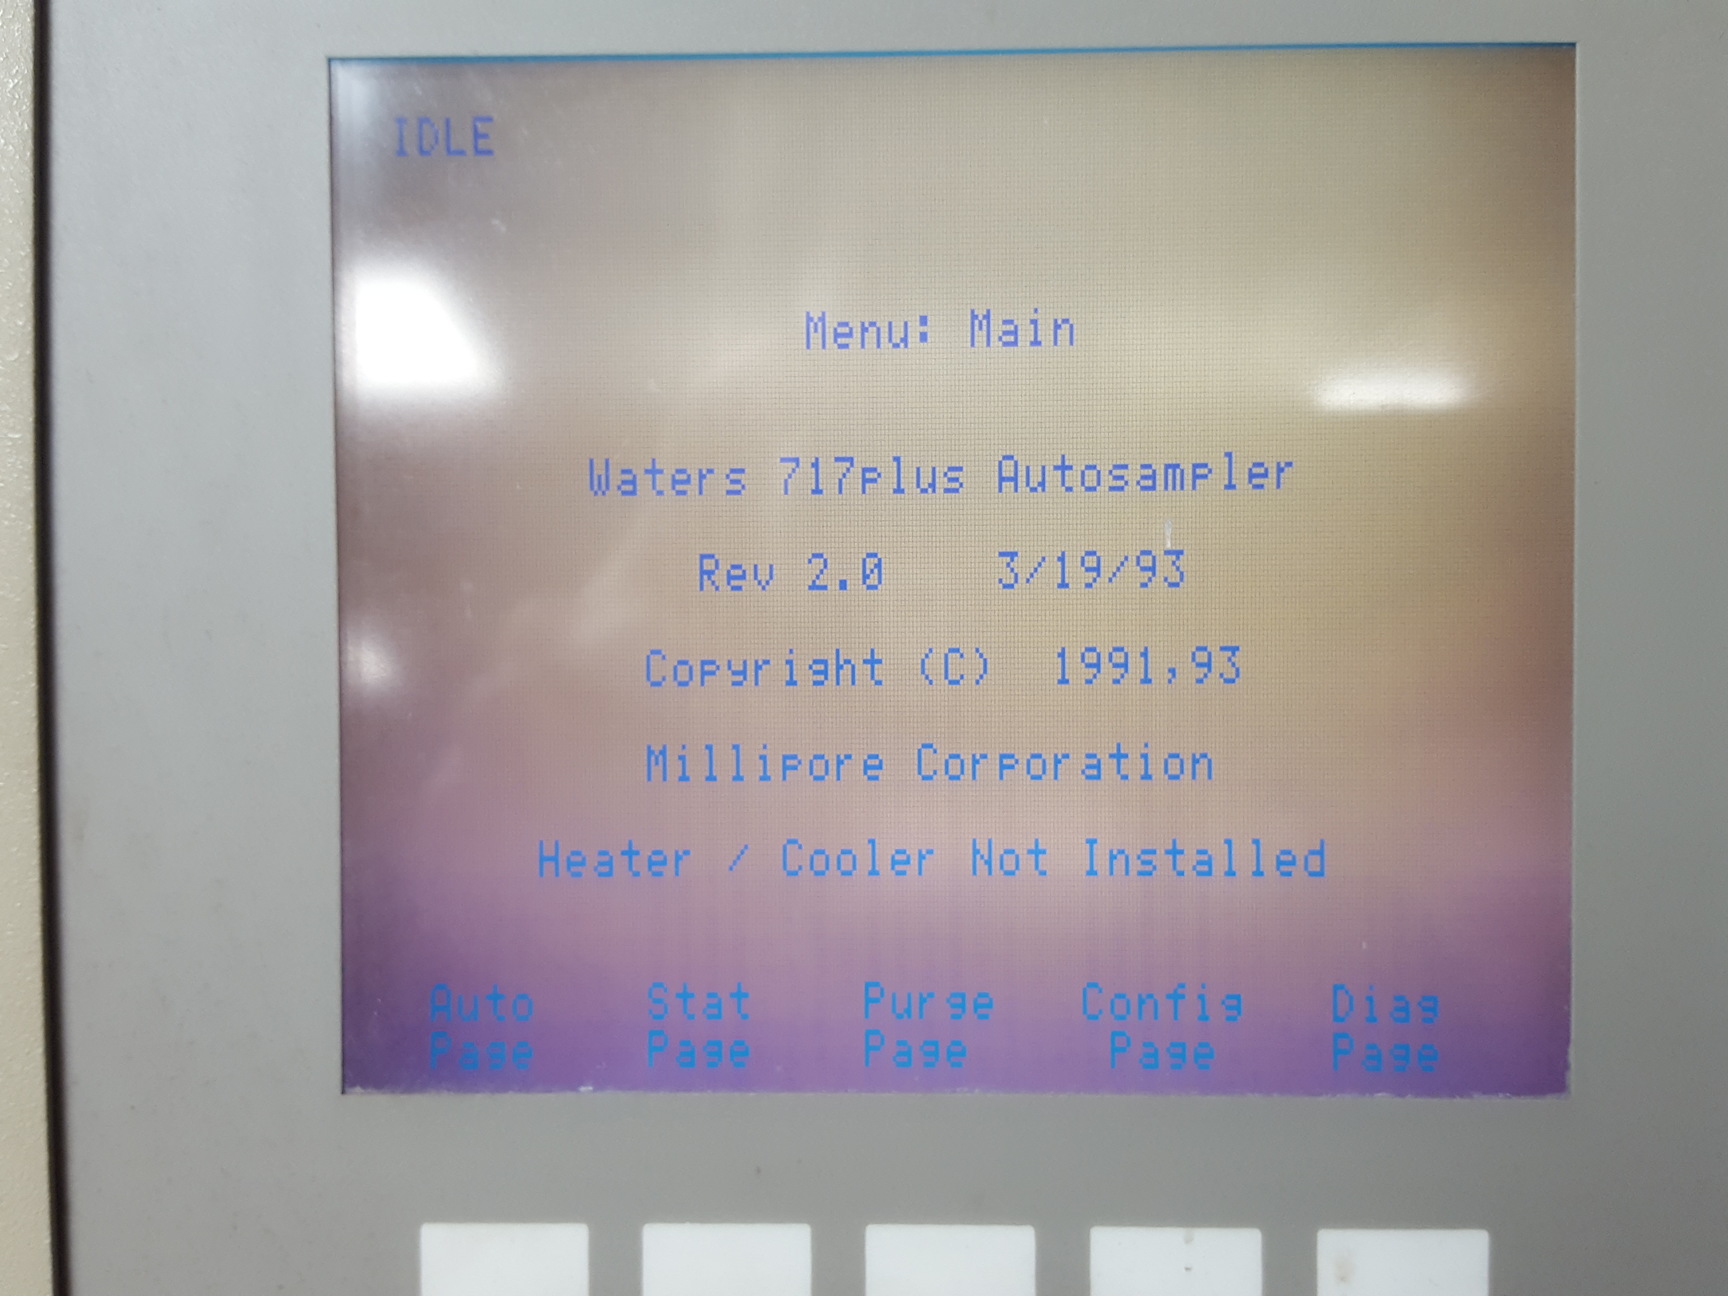 IDLE
Menu: Main
Waters 717plus Autosampler
Rev 2.0 3/19/93
Copyright (C) 1991,93
Millipore Corporation
Heater / Cooler Not Installed
Auto Stat Purge Config Diag
Page Page Page Page Page